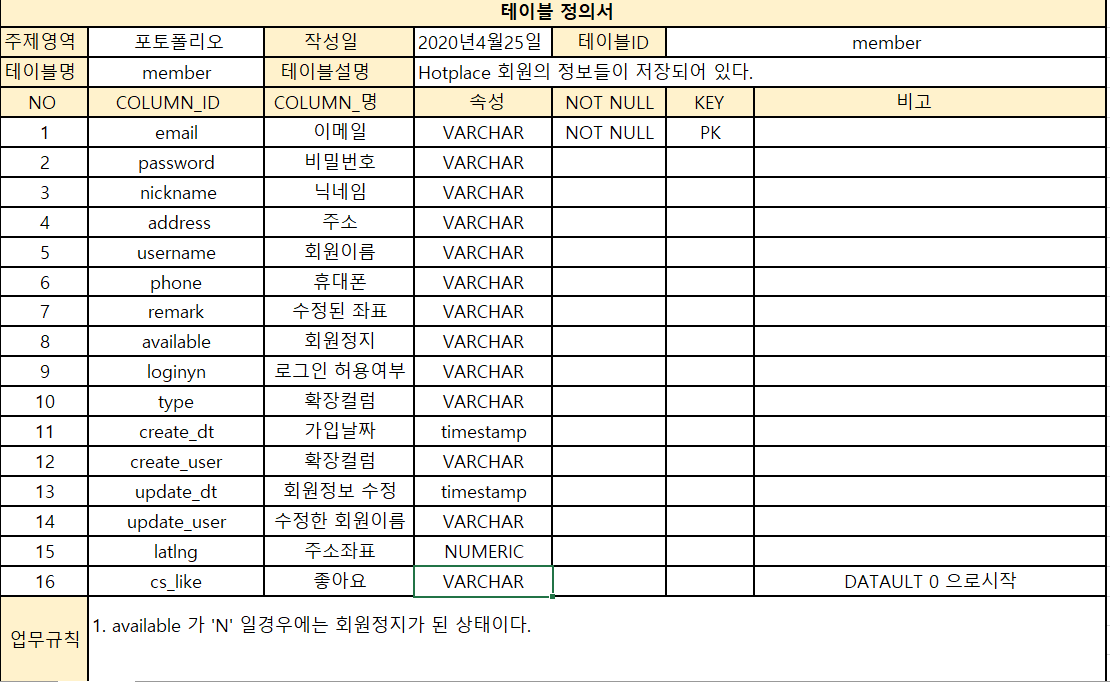 테이블 정의서
주제영역 포토폴리오 작성일 2020년4월25일 테이블ID member
테이블명 member 테이블설명 Hotplace 회원의 정보들이 저장되어 있다.
NO COLUMN_ID COLUMN_명 속성 NOT NULL KEY 비고
1 email 이메일 VARCHAR NOT NULL PK
2 password 비밀번호 VARCHAR
3 nickname 닉네임 VARCHAR
4 address 주소 VARCHAR
5 username 회원이름 VARCHAR
6 phone 휴대폰 VARCHAR
7 remark 수정된 좌표 VARCHAR
8 available 회원정지 VARCHAR
9 loginyn 로그인 허용여부 VARCHAR
10 type 확장컬럼 VARCHAR
11 create_dt 가입날짜 timestamp
12 create_user 확장컬럼 VARCHAR
13 update_dt 회원정보 수정 timestamp
14 update_user 수정한 회원이름 VARCHAR
15 latlng 주소좌표 NUMERIC
16 cs_like 좋아요 VARCHAR DATAULT 0 으로시작
업무규칙 1. available 가 'N' 일경우에는 회원정지가 된 상태이다.